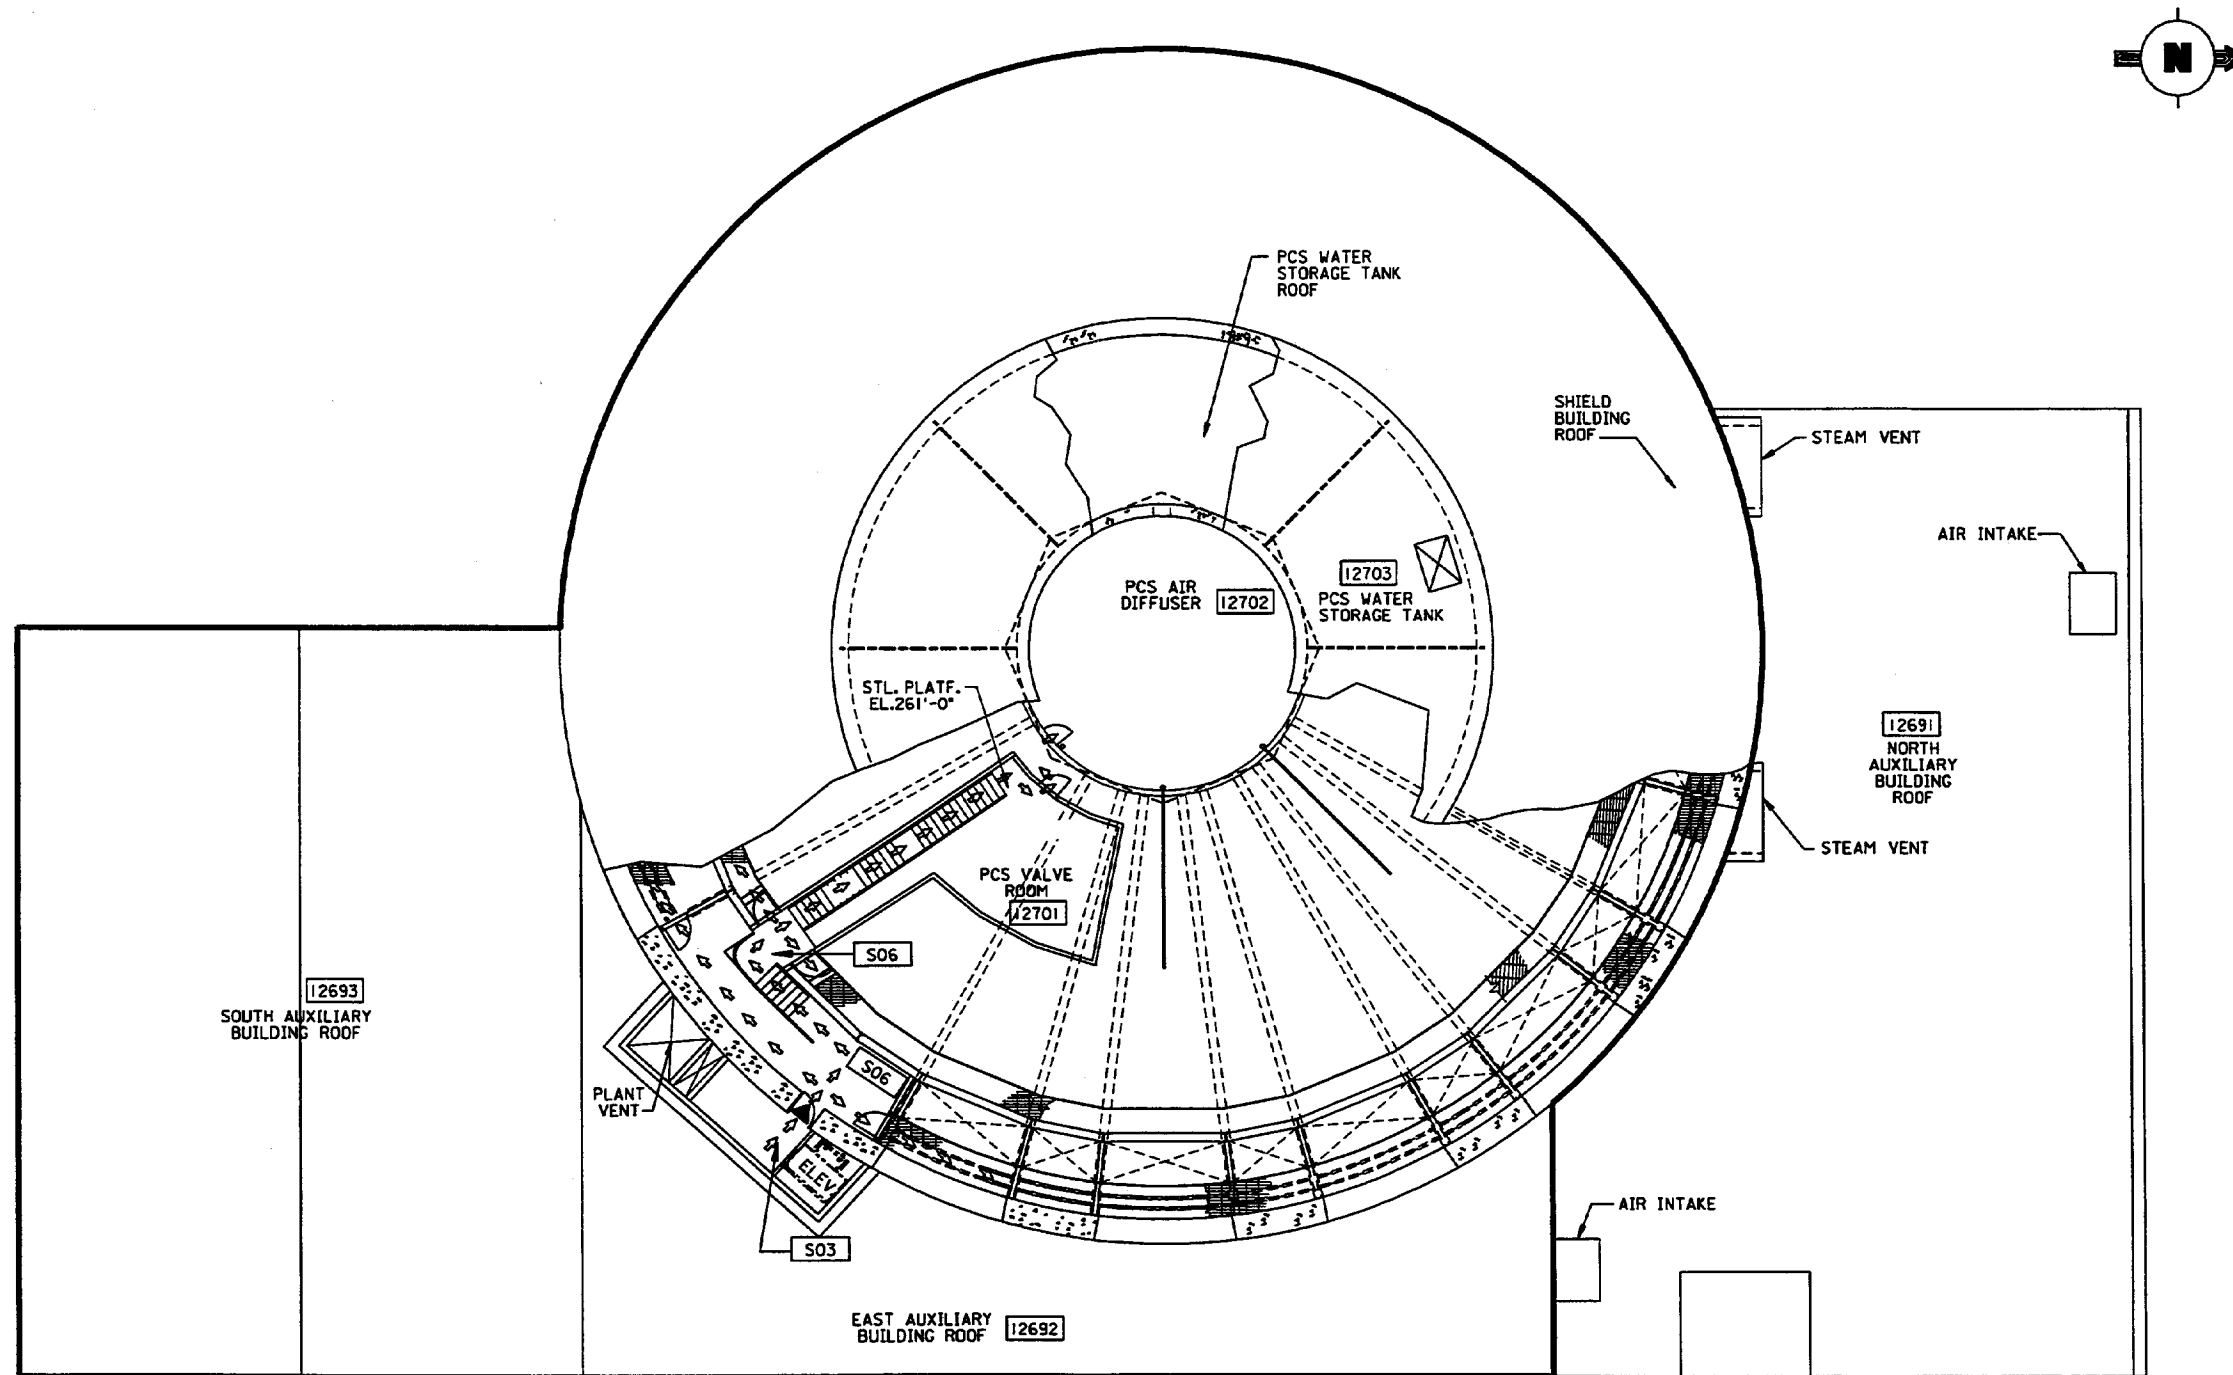 N
PCS WATER
STORAGE TANK
ROOF
SHIELD
BUILDING
ROOF
STEAM VENT
AIR INTAKE
PCS AIR
DIFFUSER
12702
12703
PCS WATER
STORAGE TANK
STL. PLATF.
EL.261'-0"
12691
NORTH
AUXILIARY
BUILDING
ROOF
STEAM VENT
PCS VALVE
ROOM
12701
S06
12693
SOUTH AUXILIARY
BUILDING ROOF
S06
PLANT
VENT
ELEV
S03
AIR INTAKE
EAST AUXILIARY
BUILDING ROOF
12692